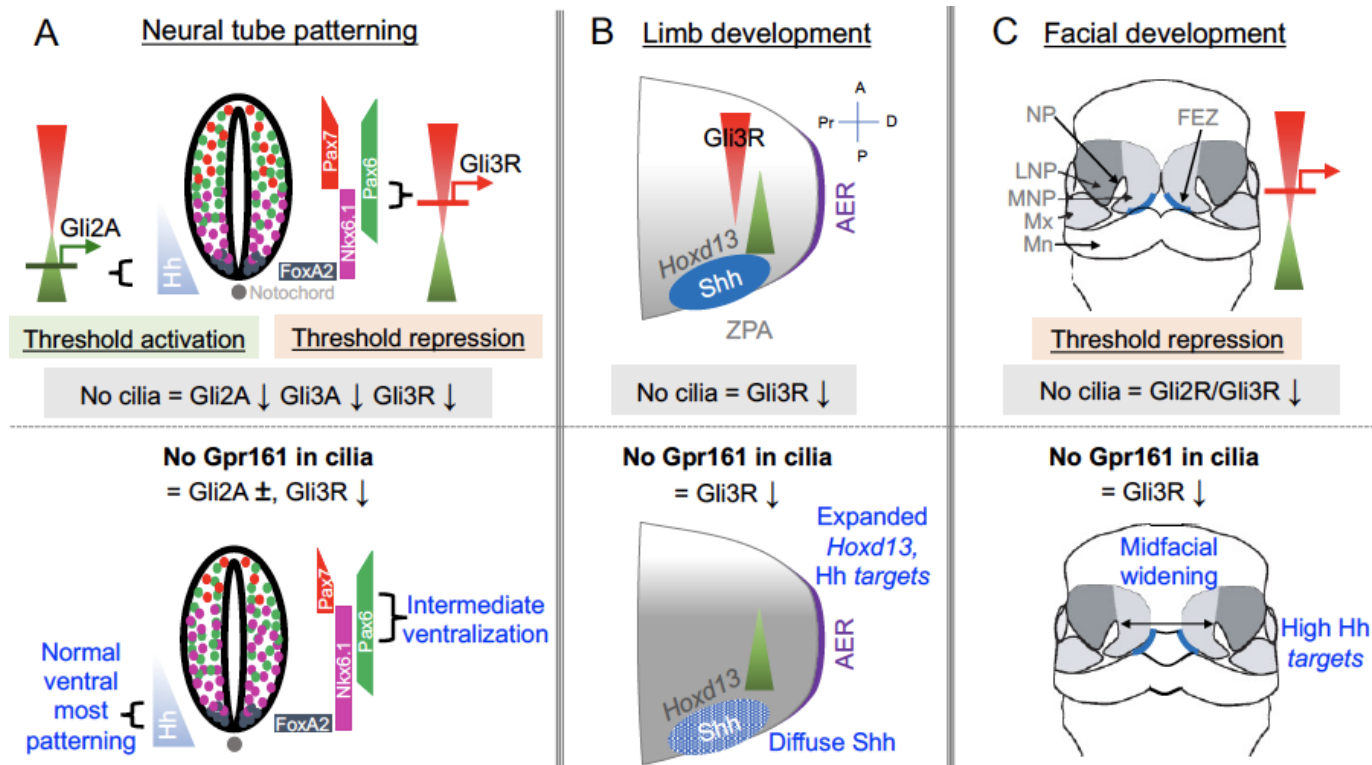 A
Neural tube patterning
Gli2A
Hh
Pax7
Pax6
Nkx6.1
FoxA2
Notochord
Gli3R
Threshold activation
Threshold repression
No cilia = Gli2A ↓ Gli3A ↓ Gli3R ↓
No Gpr161 in cilia
= Gli2A ±, Gli3R ↓
Normal
ventral
most
patterning
Hh
Pax7
Pax6
Nkx6.1
FoxA2
Intermediate
ventralization
B
Limb development
A
Pr
D
P
Gli3R
AER
Hoxd13
Shh
ZPA
No cilia = Gli3R ↓
No Gpr161 in cilia
= Gli3R ↓
Expanded
Hoxd13,
Hh targets
AER
Hoxd13
Shh
Diffuse Shh
C
Facial development
NP
FEZ
LNP
MNP
Mx
Mn
Threshold repression
No cilia = Gli2R/Gli3R ↓
No Gpr161 in cilia
= Gli3R ↓
Midfacial
widening
High Hh
targets